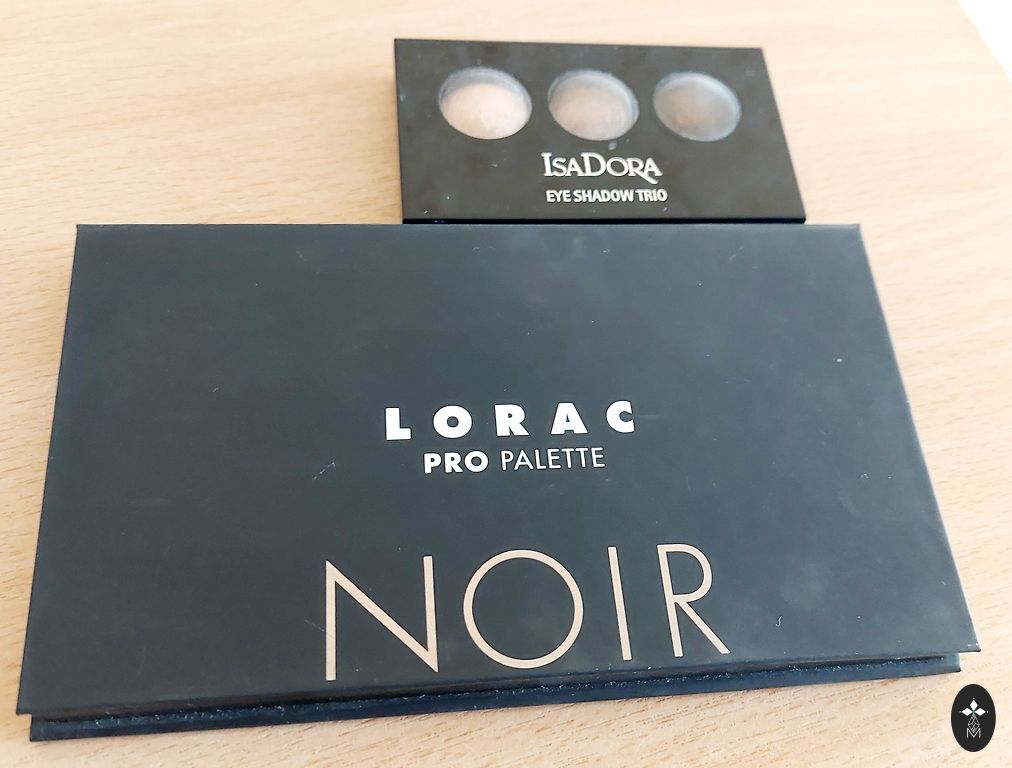 ISADORA
EYE SHADOW TRIO
LORAC
PRO PALETTE
NOIR
M